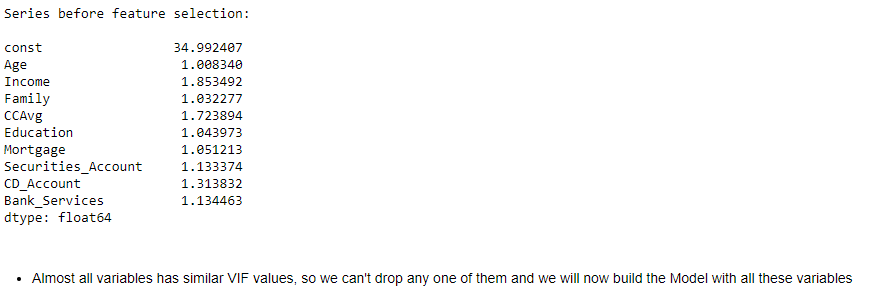 Series before feature selection:
const 34.992407
Age 1.008340
Income 1.853492
Family 1.032277
CCAvg 1.723894
Education 1.043973
Mortgage 1.051213
Securities_Account 1.133374
CD_Account 1.313832
Bank_Services 1.134463
dtype: float64
• Almost all variables has similar VIF values, so we can't drop any one of them and we will now build the Model with all these variables